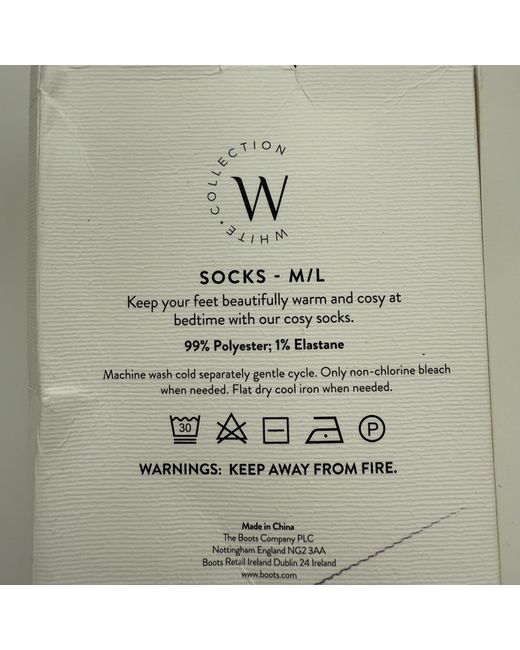 WHITE • COLLECTION
W
SOCKS - M/L
Keep your feet beautifully warm and cosy at
bedtime with our cosy socks.
99% Polyester; 1% Elastane
Machine wash cold separately gentle cycle. Only non-chlorine bleach
when needed. Flat dry cool iron when needed.
30 P
WARNINGS: KEEP AWAY FROM FIRE.
Made in China
The Boots Company PLC
Nottingham England NG2 3AA
Boots Retail Ireland Dublin 24 Ireland
www.boots.com